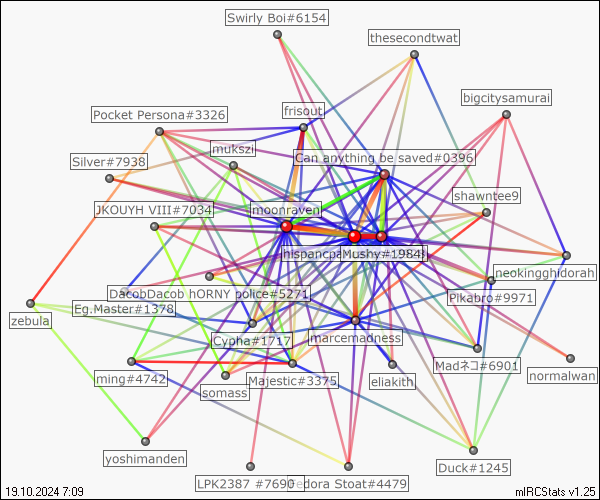 Swirly Boi#6154
thesecondtwat
bigcitysamurai
Pocket Persona#3326
frisout
mukszi
Can anything be saved#0396
Silver#7938
shawntee9
JKOUYH VIII#7034
moonraven
Mushy#1984
neokingghidorah
DacobDacob hORNY police#5271
Pikabro#9971
Eg.Master#1378
zebula
Cypha#1717
marcemadness
Madネコ#6901
normalwan
ming#4742
Majestic#3375
eliakith
somass
yoshimanden
Duck#1245
LPK2387 #7690
Fedora Stoat#4479
19.10.2024 7:09
mIRCStats v1.25